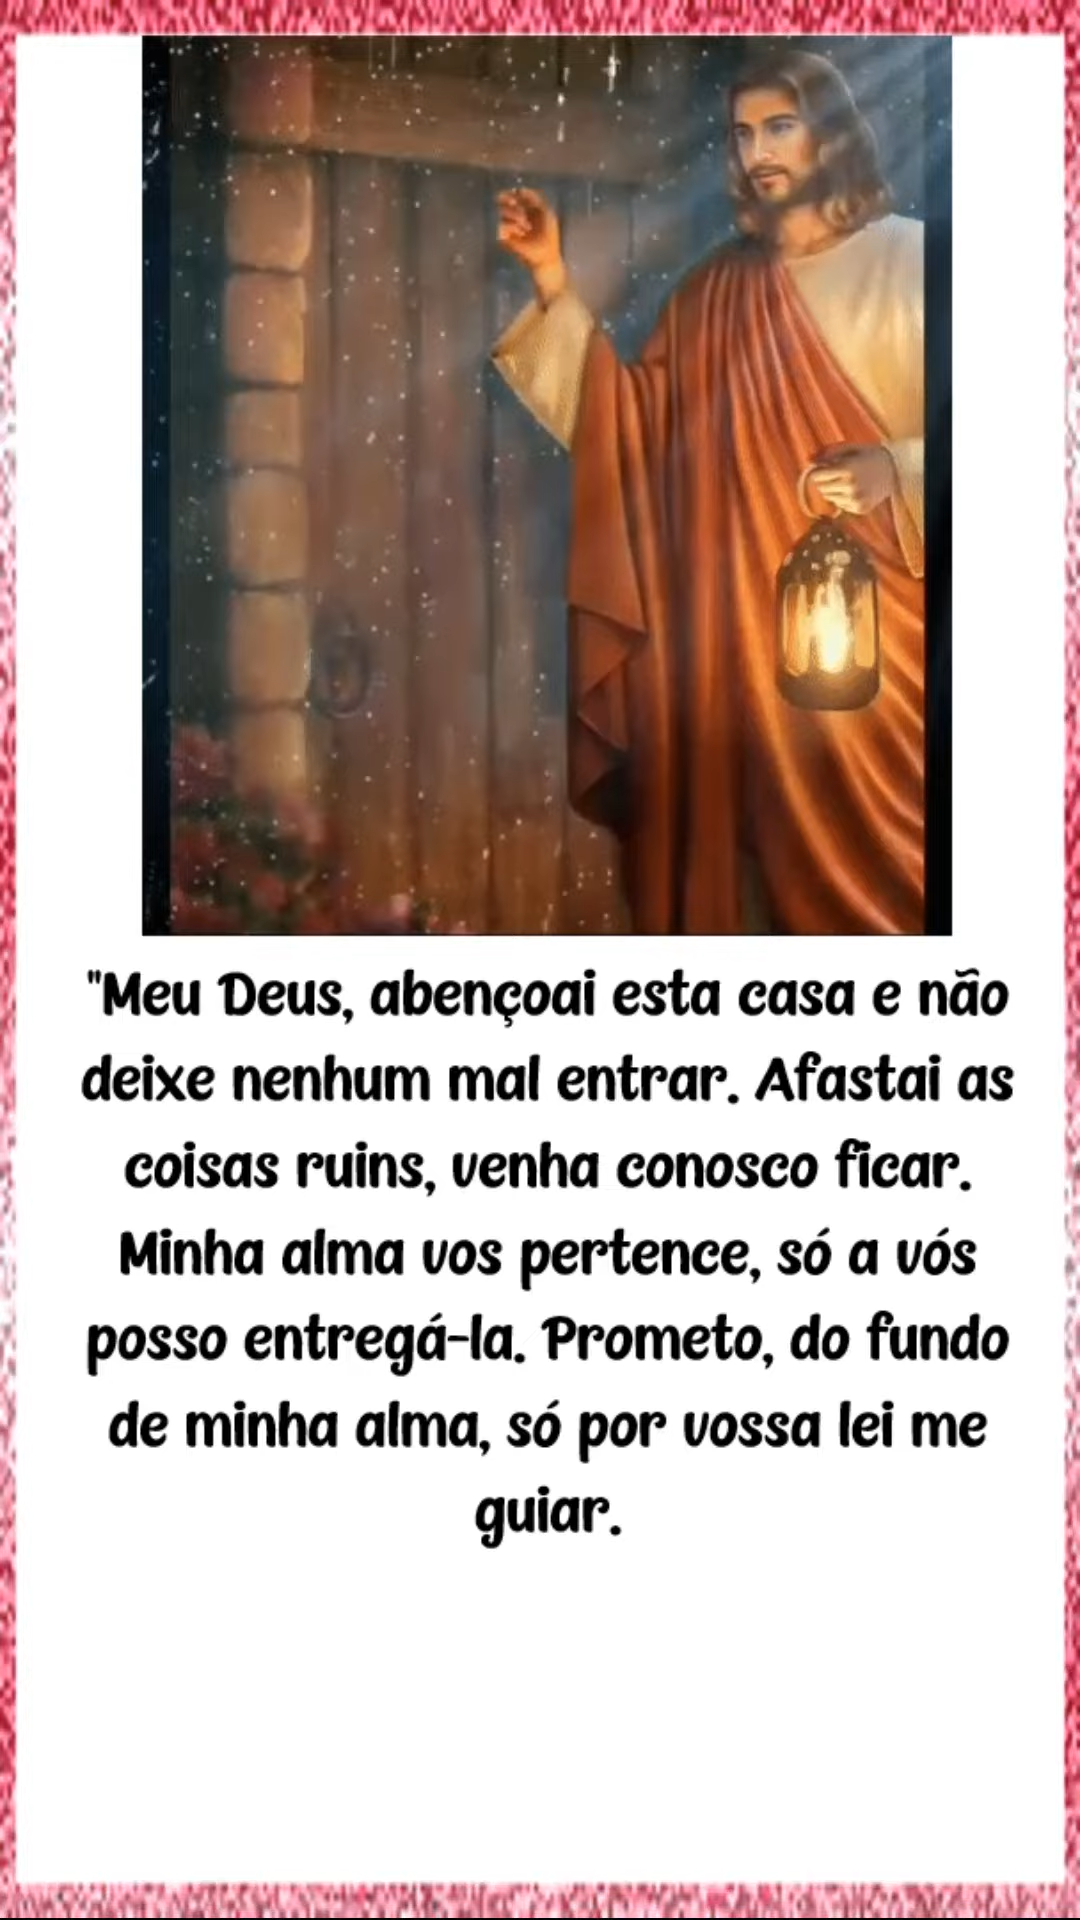 "Meu Deus, abençoai esta casa e não
deixe nenhum mal entrar. Afastai as
coisas ruins, venha conosco ficar.
Minha alma vos pertence, só a vós
posso entregá-la. Prometo, do fundo
de minha alma, só por vossa lei me
guiar.